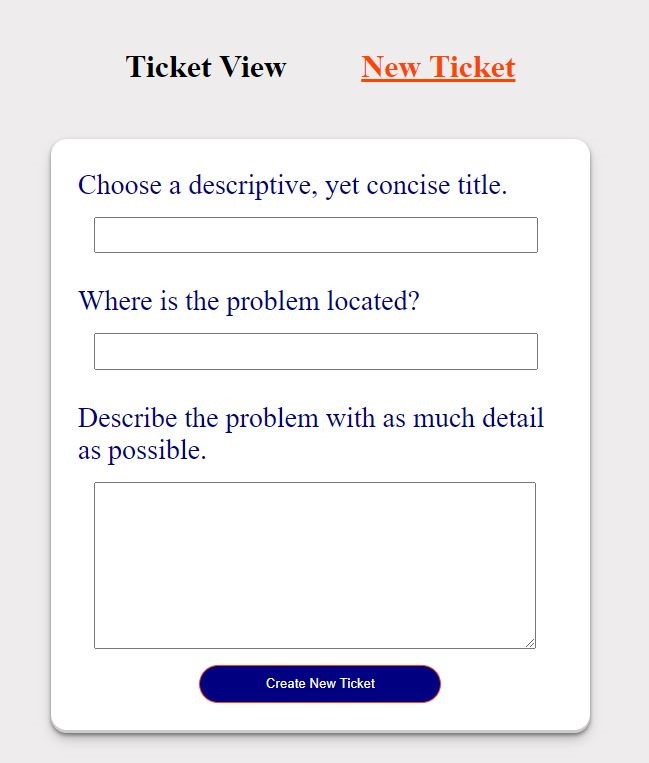 Ticket View New Ticket
Choose a descriptive, yet concise title.
Where is the problem located?
Describe the problem with as much detail
as possible.
Create New Ticket